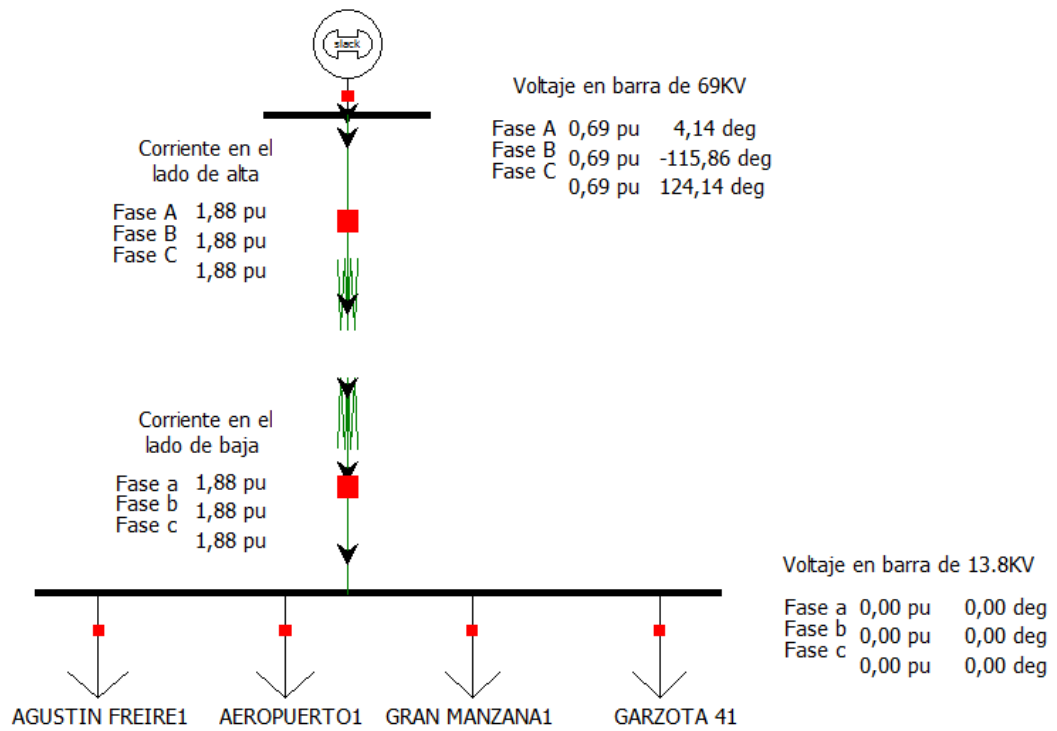 slack
Voltaje en barra de 69KV
Fase A 0,69 pu 4,14 deg
Fase B 0,69 pu -115,86 deg
Fase C 0,69 pu 124,14 deg
Corriente en el
lado de alta
Fase A 1,88 pu
Fase B 1,88 pu
Fase C 1,88 pu
Corriente en el
lado de baja
Fase a 1,88 pu
Fase b 1,88 pu
Fase c 1,88 pu
Voltaje en barra de 13.8KV
Fase a 0,00 pu 0,00 deg
Fase b 0,00 pu 0,00 deg
Fase c 0,00 pu 0,00 deg
AGUSTIN FREIRE1 AEROPUERTO1 GRAN MANZANA1 GARZOTA 41